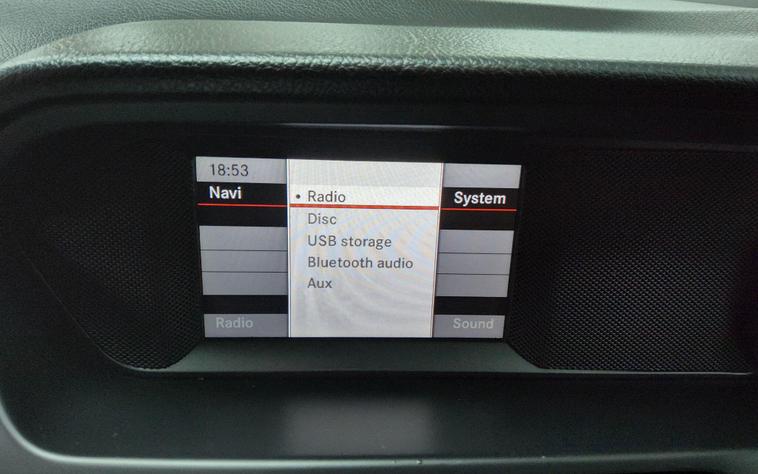 18:53
Navi
System
• Radio
Disc
USB storage
Bluetooth audio
Aux
Radio
Sound